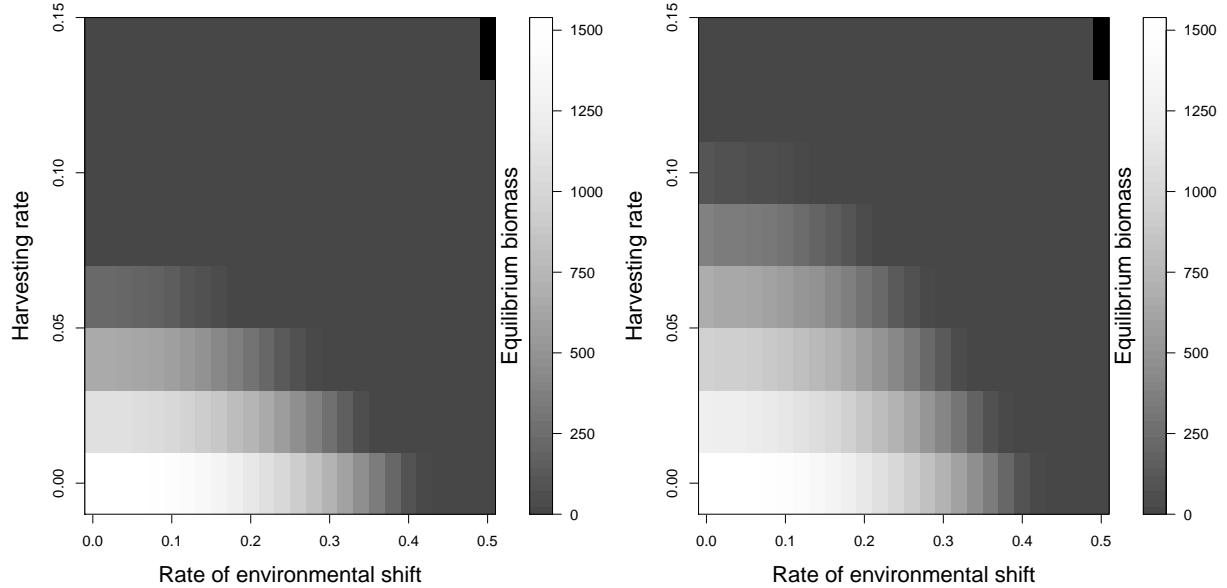 Harvesting rate
0.15
0.10
0.05
0.00
0.0 0.1 0.2 0.3 0.4 0.5
Rate of environmental shift
Equilibrium biomass
1500
1250
1000
750
500
250
0
Harvesting rate
0.15
0.10
0.05
0.00
0.0 0.1 0.2 0.3 0.4 0.5
Rate of environmental shift
Equilibrium biomass
1500
1250
1000
750
500
250
0